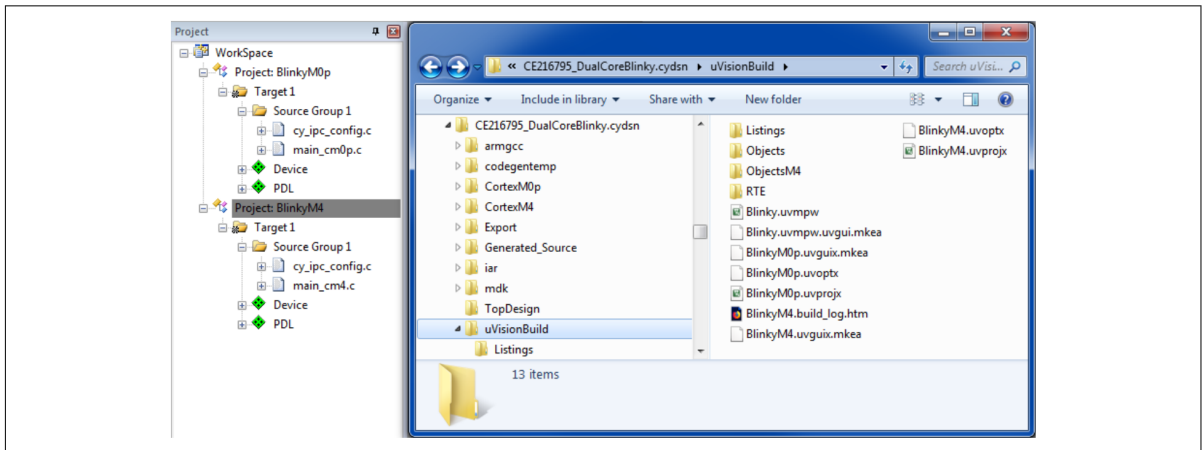 Project
WorkSpace
Project: BlinkyM0p
Target 1
Source Group 1
cy_ipc_config.c
main_cm0p.c
Device
PDL
Project: BlinkyM4
Target 1
Source Group 1
cy_ipc_config.c
main_cm4.c
Device
PDL
« CE216795_DualCoreBlinky.cydsn uVisionBuild
Search uVisi...
Organize Include in library Share with New folder
CE216795_DualCoreBlinky.cydsn
armgcc
codegentemp
CortexM0p
CortexM4
Export
Generated_Source
iar
mdk
TopDesign
uVisionBuild
Listings
Listings
Objects
ObjectsM4
RTE
Blinky.uvmpw
Blinky.uvmpw.uvgui.mkea
BlinkyM0p.uvguix.mkea
BlinkyM0p.uvoptx
BlinkyM0p.uvprojx
BlinkyM4.build_log.htm
BlinkyM4.uvguix.mkea
BlinkyM4.uvoptx
BlinkyM4.uvprojx
13 items